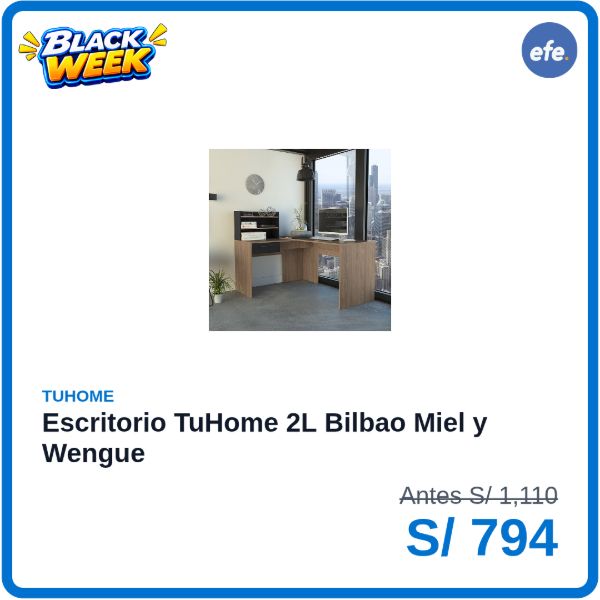 BLACK
WEEK
efe.
TUHOME
Escritorio TuHome 2L Bilbao Miel y
Wengue
Antes S/ 1,110
S/ 794